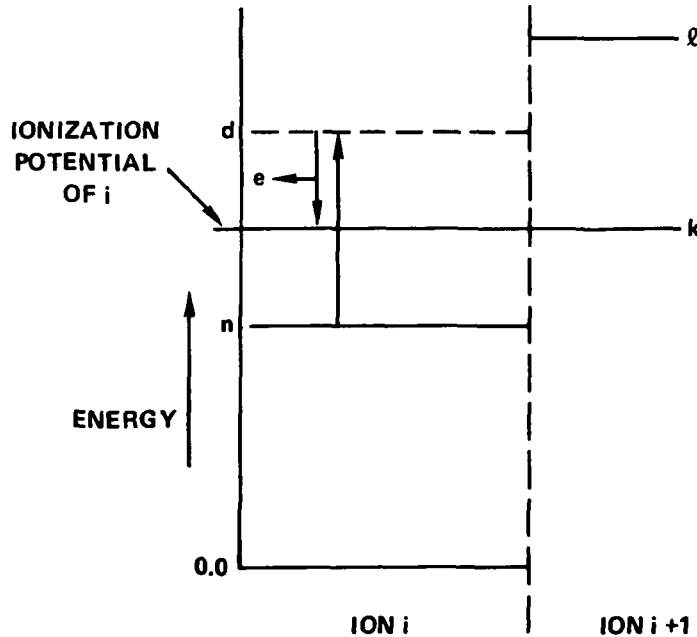 ℓ
d
IONIZATION
POTENTIAL
OF i
e
k
n
ENERGY
0.0
ION i
ION i+1